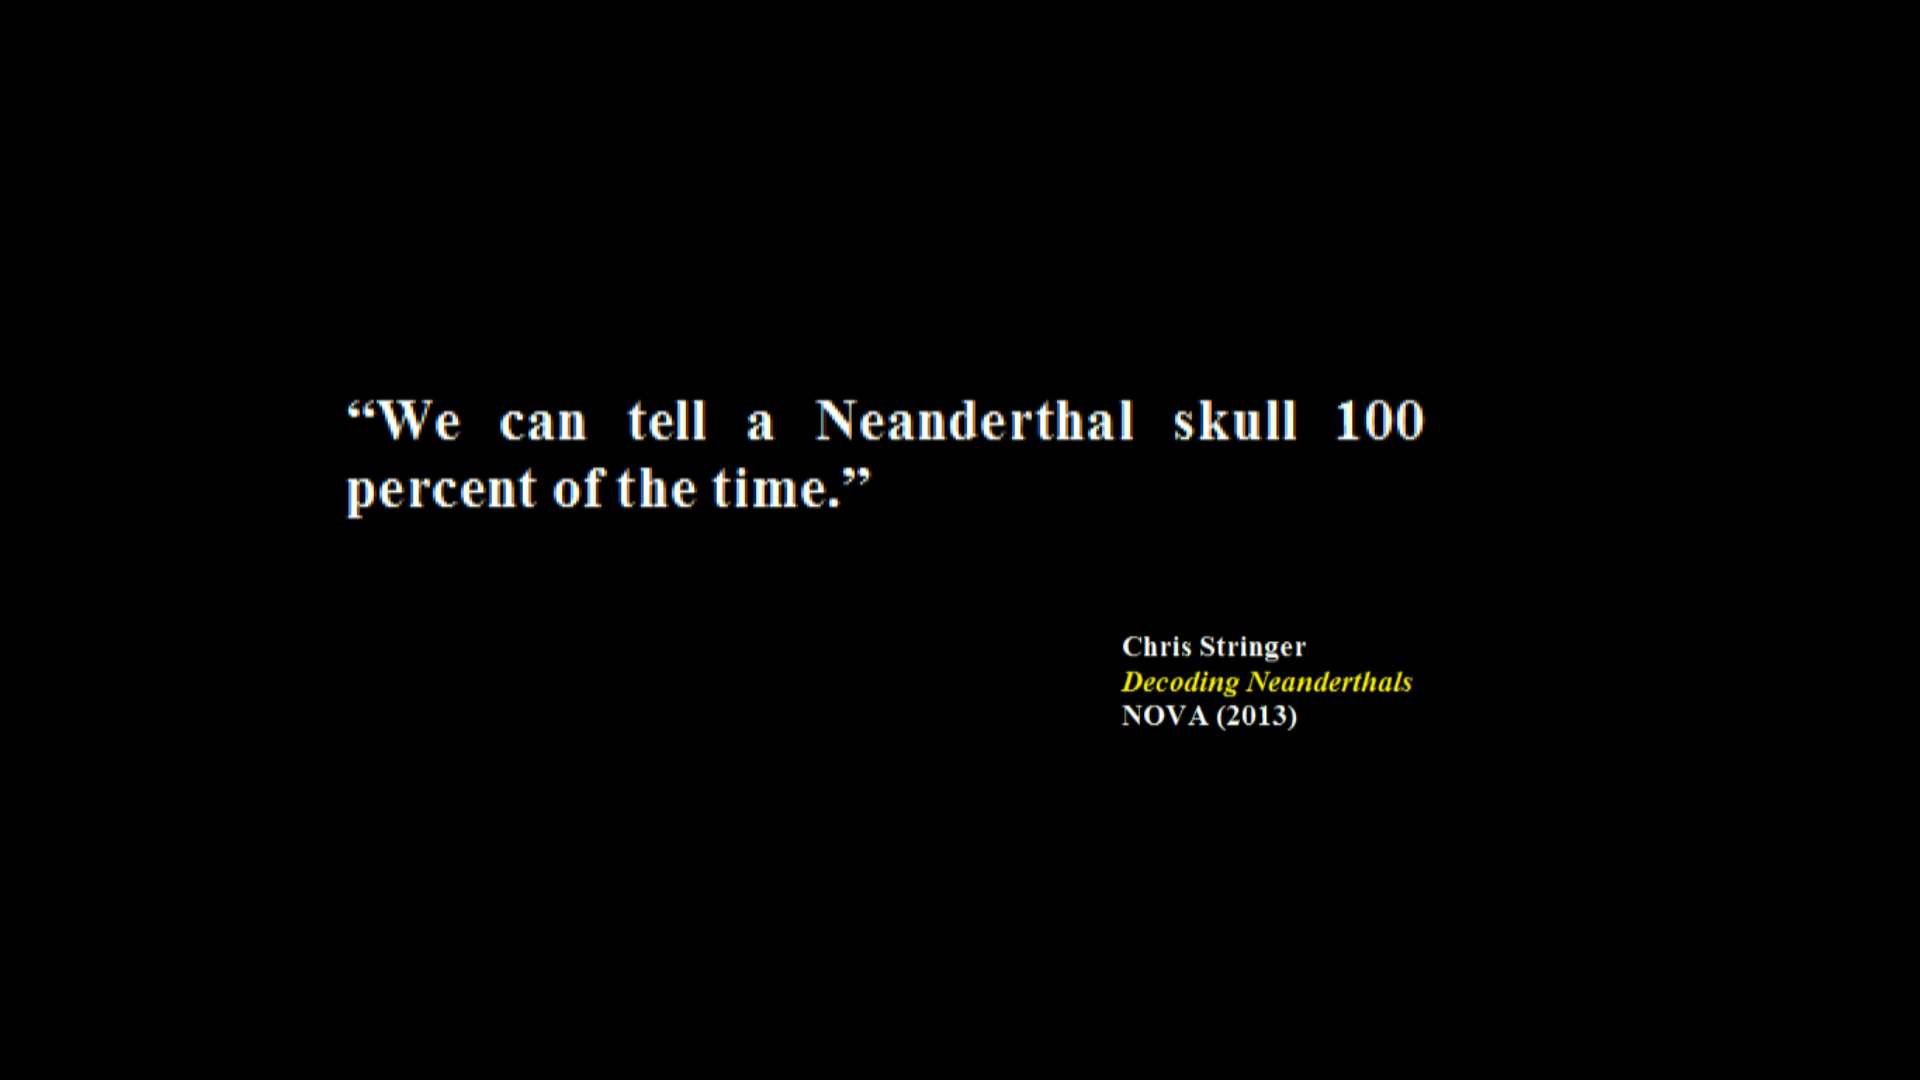 “We can tell a Neanderthal skull 100
percent of the time.”
Chris Stringer
Decoding Neanderthals
NOVA (2013)